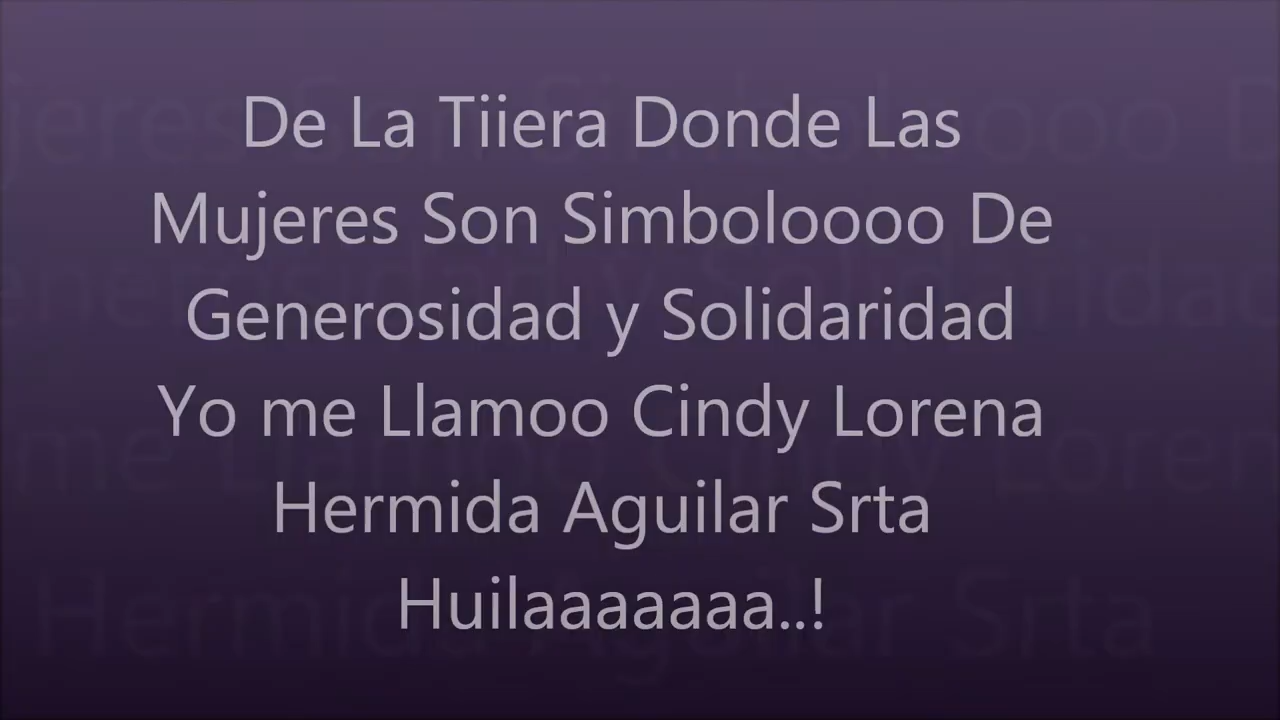 De La Tiiera Donde Las
Mujeres Son Simboloooo De
Generosidad y Solidaridad
Yo me Llamoo Cindy Lorena
Hermida Aguilar Srta
Huilaaaaaaa..!